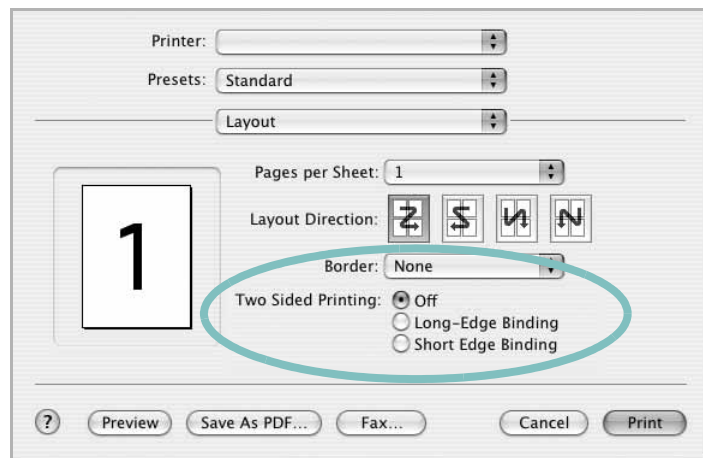 Printer:
Presets: Standard
Layout
Pages per Sheet: 1
Layout Direction:
1
Border: None
Two Sided Printing: Off
Long-Edge Binding
Short Edge Binding
? Preview Save As PDF... Fax... Cancel Print